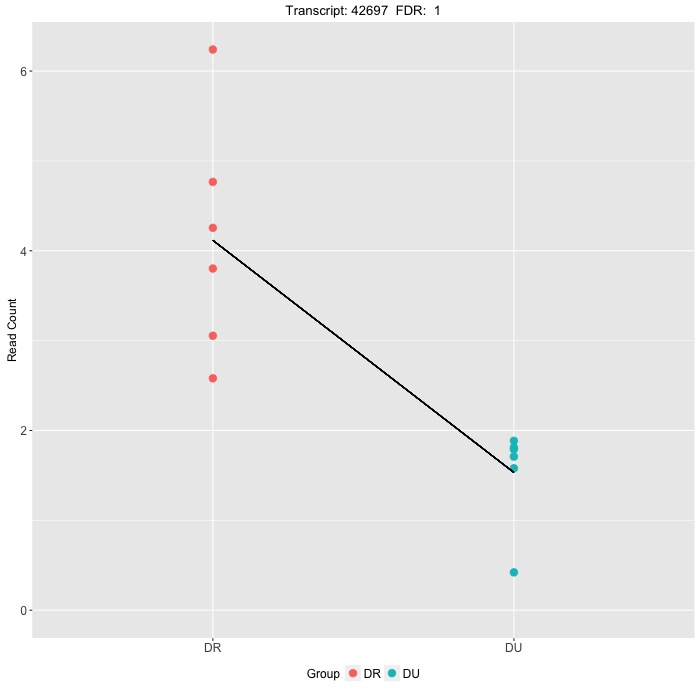 Transcript: 42697 FDR: 1
6
4
2
0
Read Count
DR DU
Group DR DU